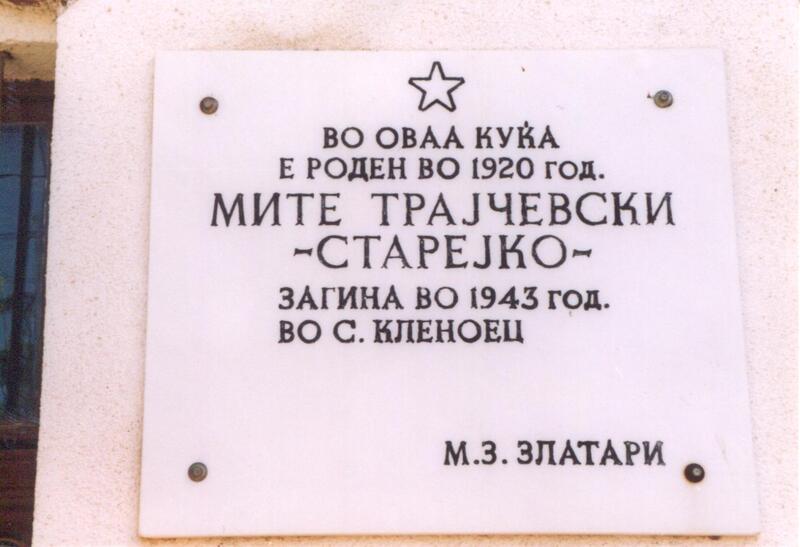 ВО ОВАА КУЌА
Е РОДЕН ВО 1920 год.
МИТЕ ТРАЈЧЕВСКИ
-СТАРЕЈКО-
ЗАГИНА ВО 1943 год.
ВО С. КЛЕНОЕЦ
М.З. ЗЛАТАРИ